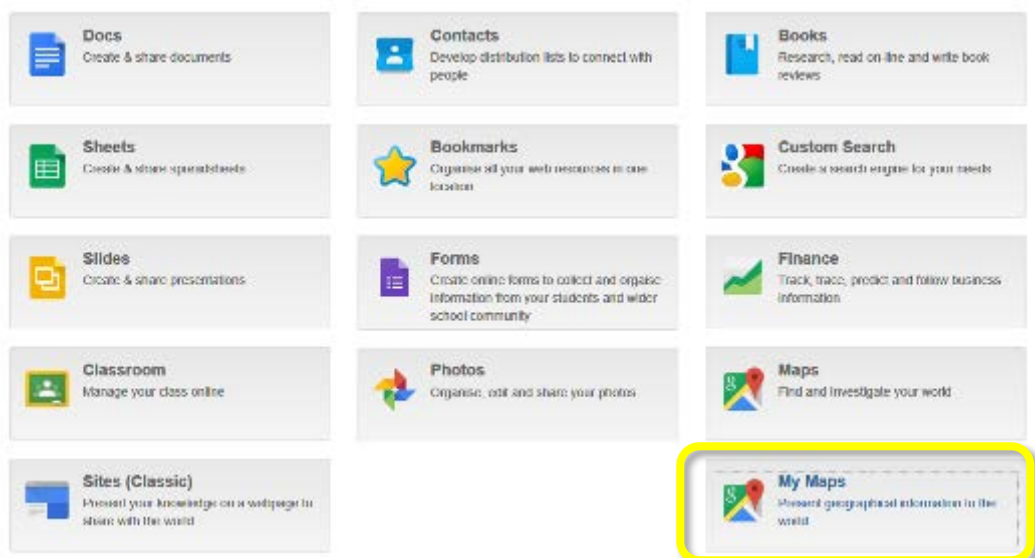 Docs
Create & share documents
Contacts
Develop distribution lists to connect with
people
Books
Research, read on-line and write book
reviews
Sheets
Create & share spreadsheets
Bookmarks
Organise all your web resources in one
location
Custom Search
Create a search engine for your needs
Slides
Create & share presentations
Forms
Create online forms to collect and orgaise
information from your students and wider
school community
Finance
Track, trace, predict and follow business
information
Classroom
Manage your class online
Photos
Organise, edit and share your photos
Maps
Find and investigate your world
Sites (Classic)
Present your knowledge on a webpage to
share with the world
My Maps
Present geographical information to the
world